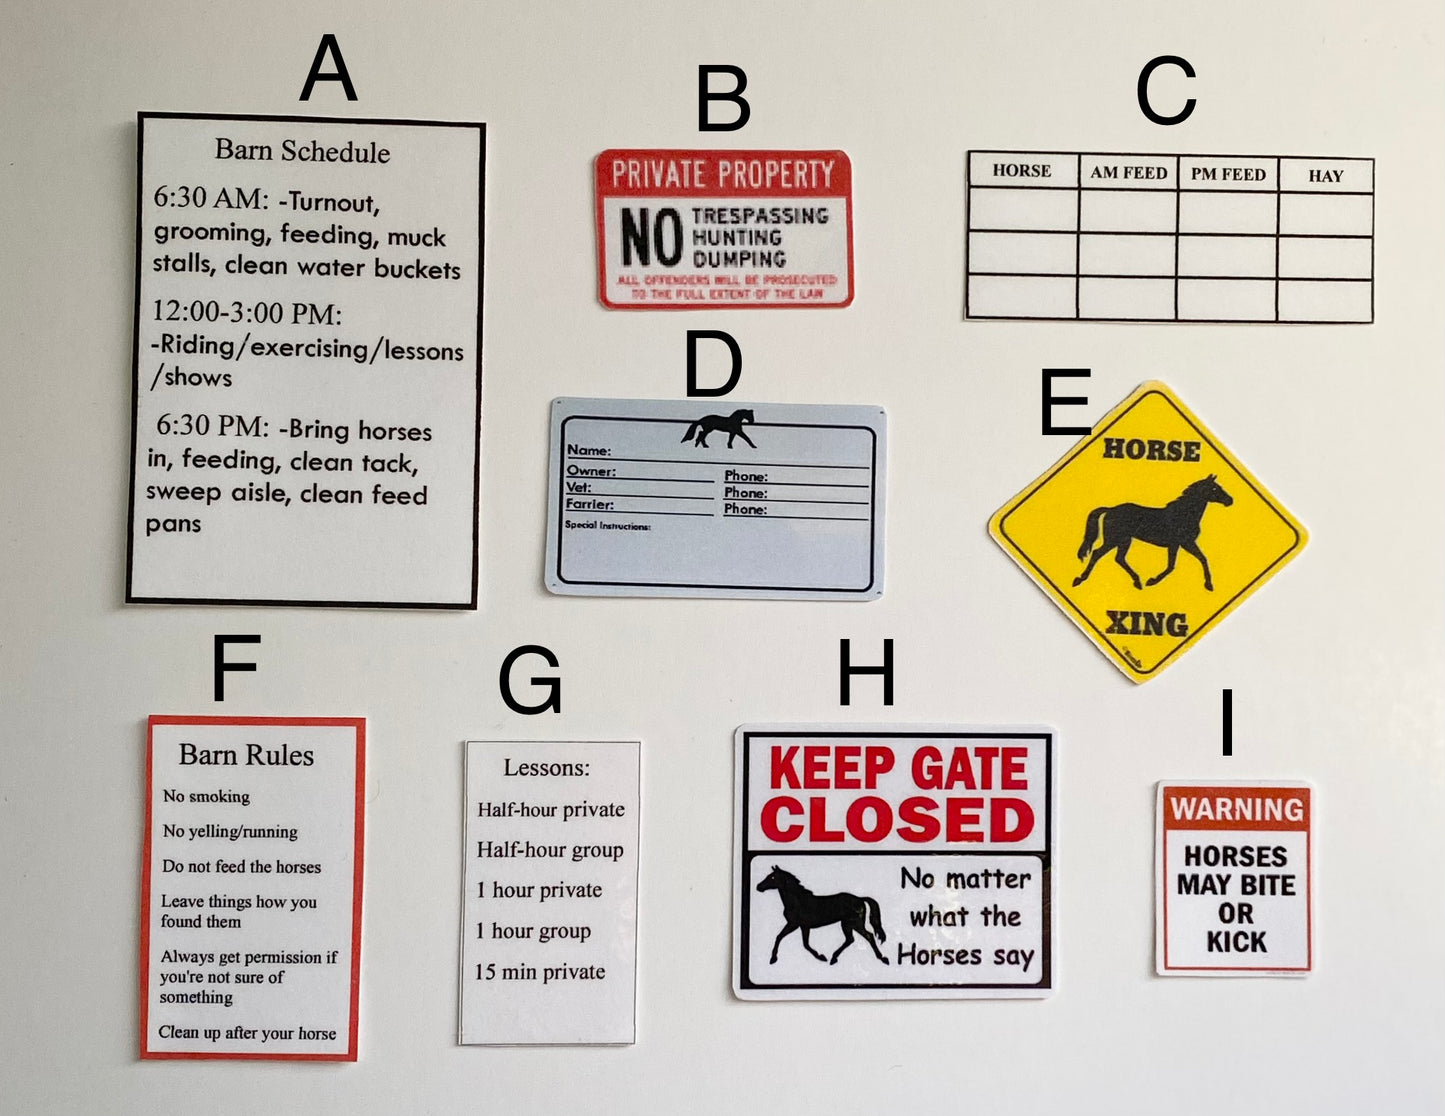 A
Barn Schedule
6:30 AM: -Turnout,
grooming, feeding, muck
stalls, clean water buckets
12:00-3:00 PM:
-Riding/exercising/lessons
/shows
6:30 PM: -Bring horses
in, feeding, clean tack,
sweep aisle, clean feed
pans
B
PRIVATE PROPERTY
NO
TRESPASSING
HUNTING
DUMPING
ALL OFFENDERS WILL BE PROSECUTED
TO THE FULL EXTENT OF THE LAW
C
HORSE AM FEED PM FEED HAY
D
Name:
Owner: Phone:
Vet: Phone:
Farrier: Phone:
Special Instructions:
E
HORSE
XING
F
Barn Rules
No smoking
No yelling/running
Do not feed the horses
Leave things how you
found them
Always get permission if
you're not sure of
something
Clean up after your horse
G
Lessons:
Half-hour private
Half-hour group
1 hour private
1 hour group
15 min private
H
KEEP GATE
CLOSED
No matter
what the
Horses say
I
WARNING
HORSES
MAY BITE
OR
KICK